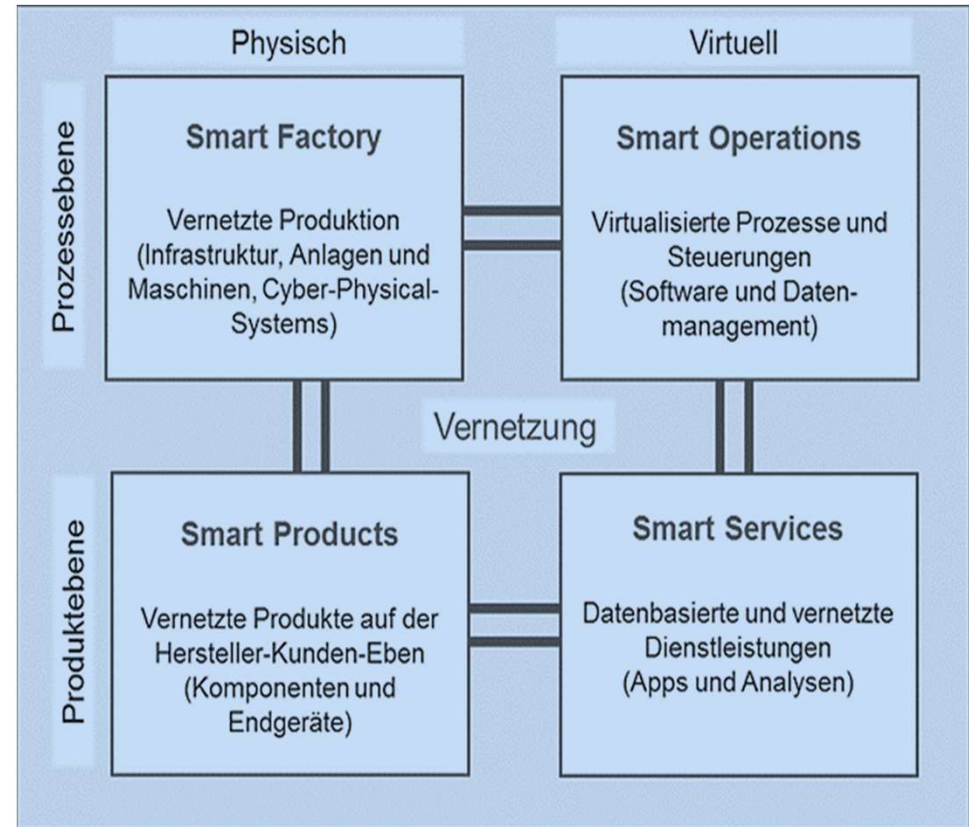 Physisch
Virtuell
Prozessebene
Smart Factory
Vernetzte Produktion
(Infrastruktur, Anlagen und
Maschinen, Cyber-Physical-
Systems)
Smart Operations
Virtualisierte Prozesse und
Steuerungen
(Software und Daten-
management)
Vernetzung
Produktebene
Smart Products
Vernetzte Produkte auf der
Hersteller-Kunden-Eben
(Komponenten und
Endgeräte)
Smart Services
Datenbasierte und vernetzte
Dienstleistungen
(Apps und Analysen)